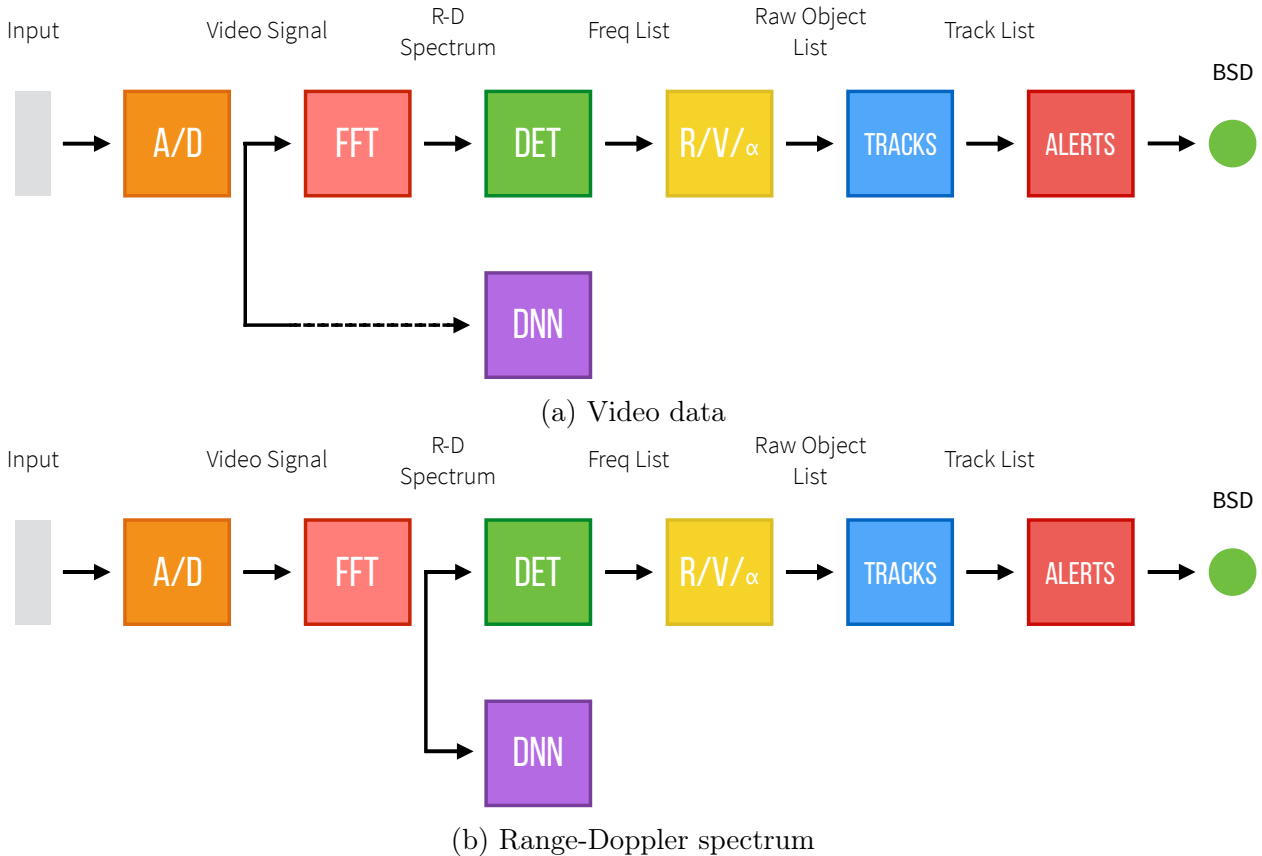 Input
Video Signal
R-D
Spectrum
Freq List
Raw Object
List
Track List
BSD
A/D
FFT
DET
R/V/α
TRACKS
ALERTS
DNN
(a) Video data
Input
Video Signal
R-D
Spectrum
Freq List
Raw Object
List
Track List
BSD
A/D
FFT
DET
R/V/α
TRACKS
ALERTS
DNN
(b) Range-Doppler spectrum